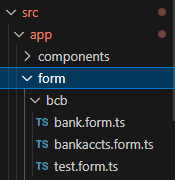 src
app
components
form
bcb
TS bank.form.ts
TS bankaccts.form.ts
TS test.form.ts